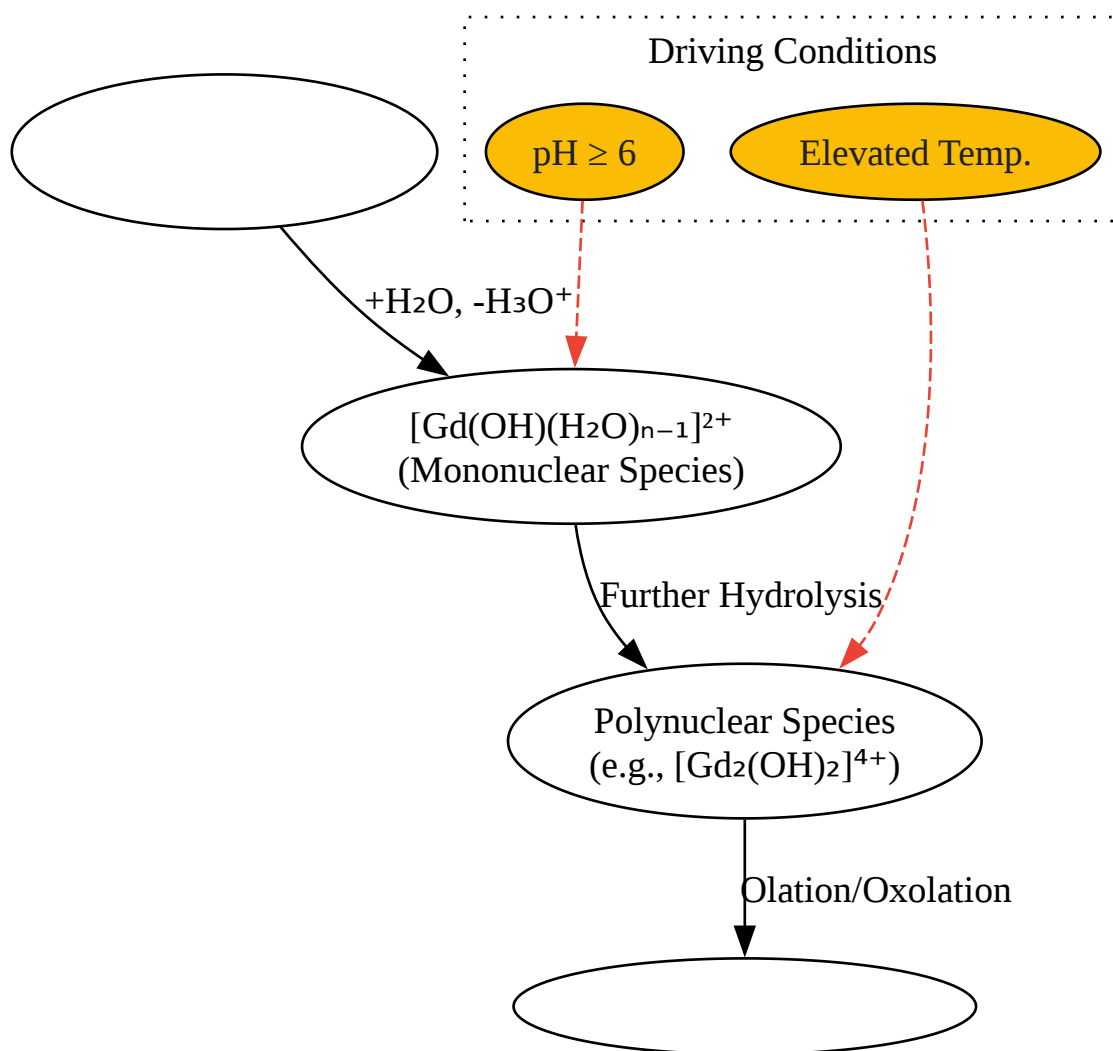 Driving Conditions
pH ≥ 6
Elevated Temp.
+H₂O, -H₃O⁺
[Gd(OH)(H₂O)ₙ₋₁]²⁺
(Mononuclear Species)
Further Hydrolysis
Polynuclear Species
(e.g., [Gd₂(OH)₂]⁴⁺)
Olation/Oxolation